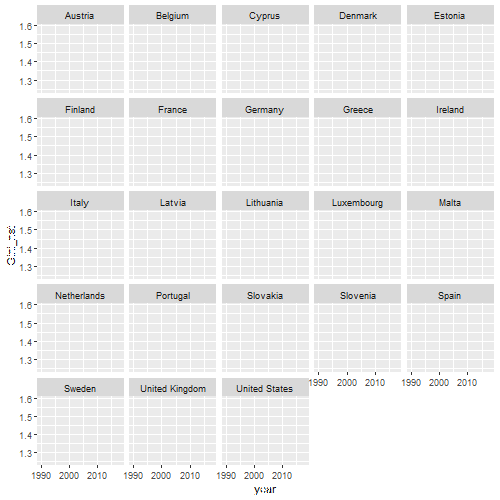 Austria Belgium Cyprus Denmark Estonia
1.6
1.5
1.4
1.3
Finland France Germany Greece Ireland
1.6
1.5
1.4
1.3
Italy Latvia Lithuania Luxembourg Malta
1.6
1.5
1.4
1.3
Netherlands Portugal Slovakia Slovenia Spain
1.6
1.5
1.4
1.3
1990 2000 2010 1990 2000 2010
Sweden United Kingdom United States
1.6
1.5
1.4
1.3
1990 2000 2010 1990 2000 2010 1990 2000 2010
year